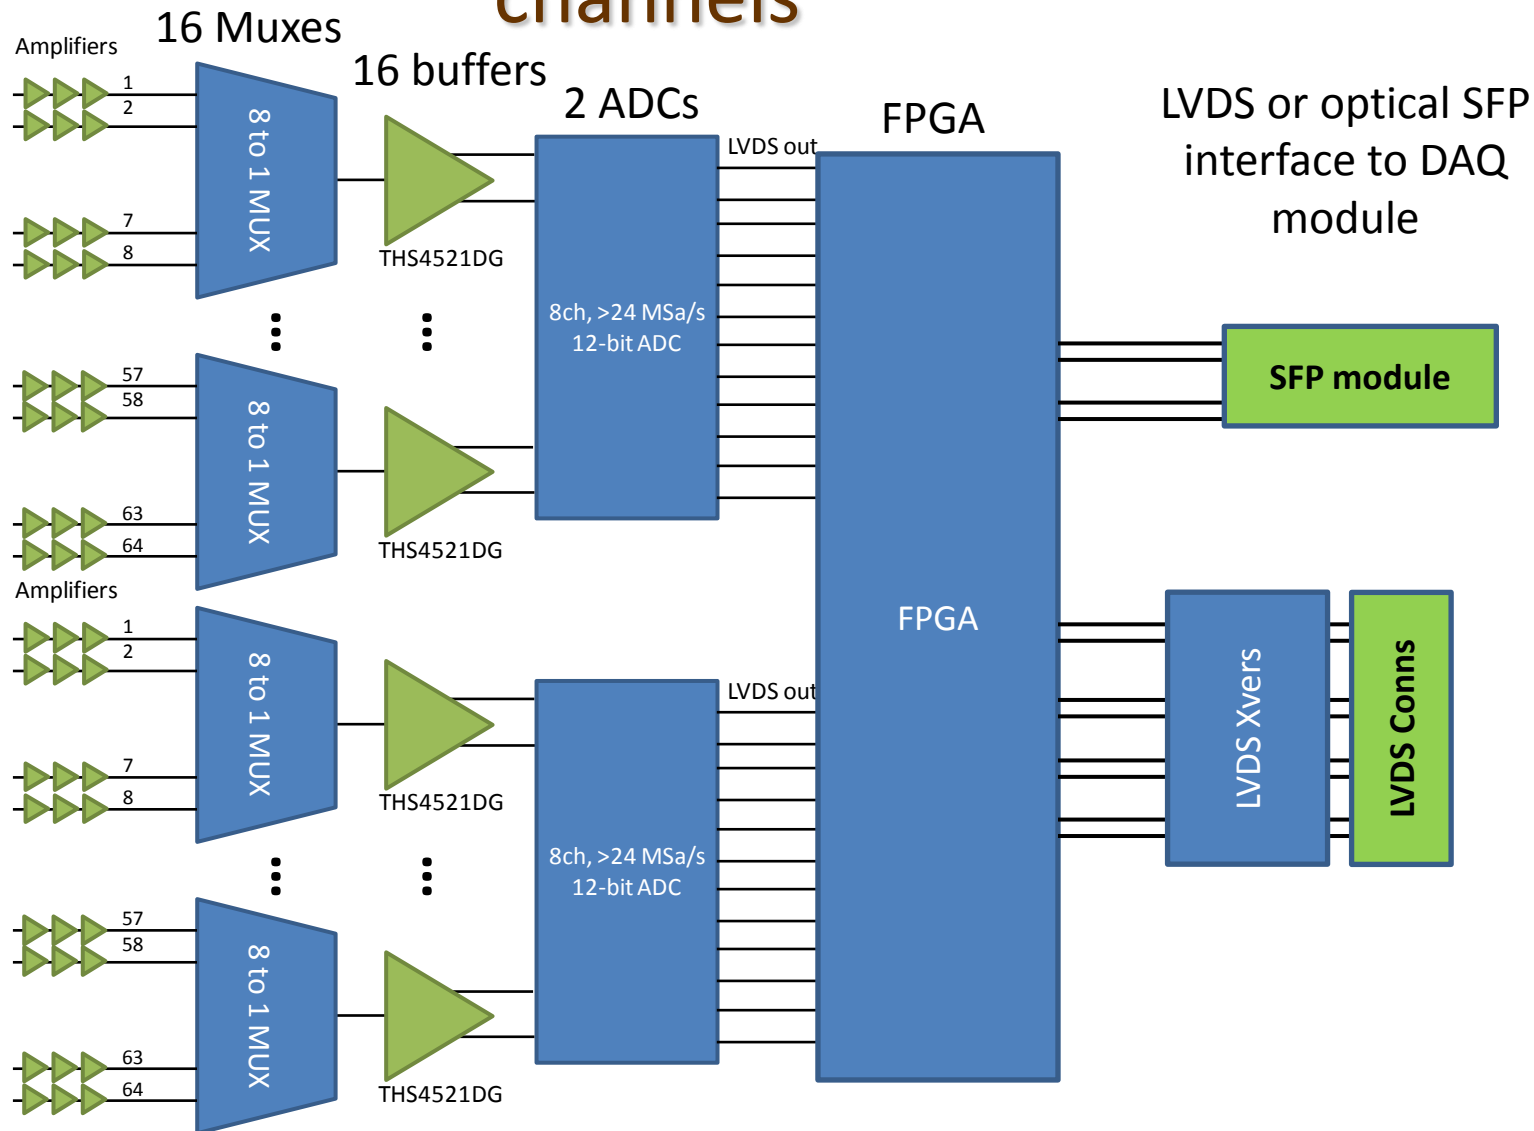 channels
16 Muxes
16 buffers
2 ADCs
FPGA
LVDS or optical SFP
interface to DAQ
module
Amplifiers
1
2
7
8
8 to 1 MUX
THS4521DG
...
...
57
58
63
64
8 to 1 MUX
THS4521DG
8ch, >24 MSa/s
12-bit ADC
LVDS out
Amplifiers
1
2
7
8
8 to 1 MUX
THS4521DG
...
...
57
58
63
64
8 to 1 MUX
THS4521DG
8ch, >24 MSa/s
12-bit ADC
LVDS out
FPGA
SFP module
LVDS Xvers
LVDS Conns